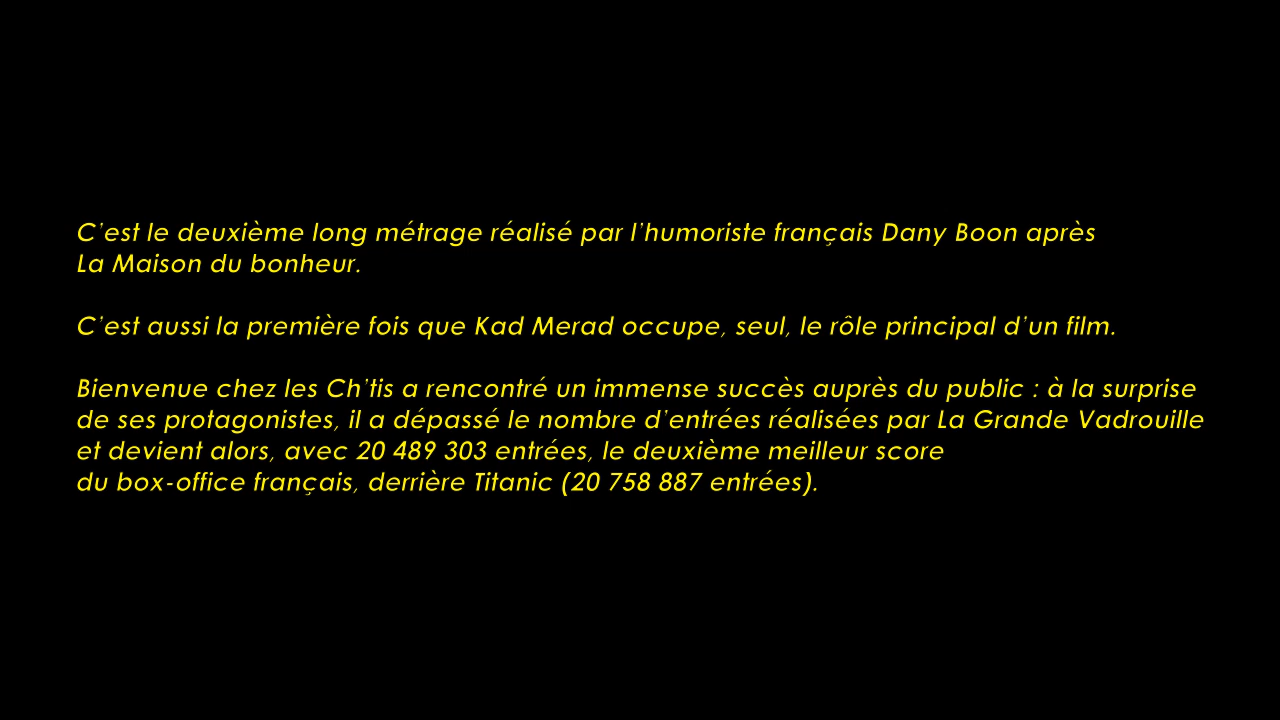 C'est le deuxième long métrage réalisé par l'humoriste français Dany Boon après
La Maison du bonheur.
C'est aussi la première fois que Kad Merad occupe, seul, le rôle principal d'un film.
Bienvenue chez les Ch'tis a rencontré un immense succès auprès du public : à la surprise
de ses protagonistes, il a dépassé le nombre d'entrées réalisées par La Grande Vadrouille
et devient alors, avec 20 489 303 entrées, le deuxième meilleur score
du box-office français, derrière Titanic (20 758 887 entrées).